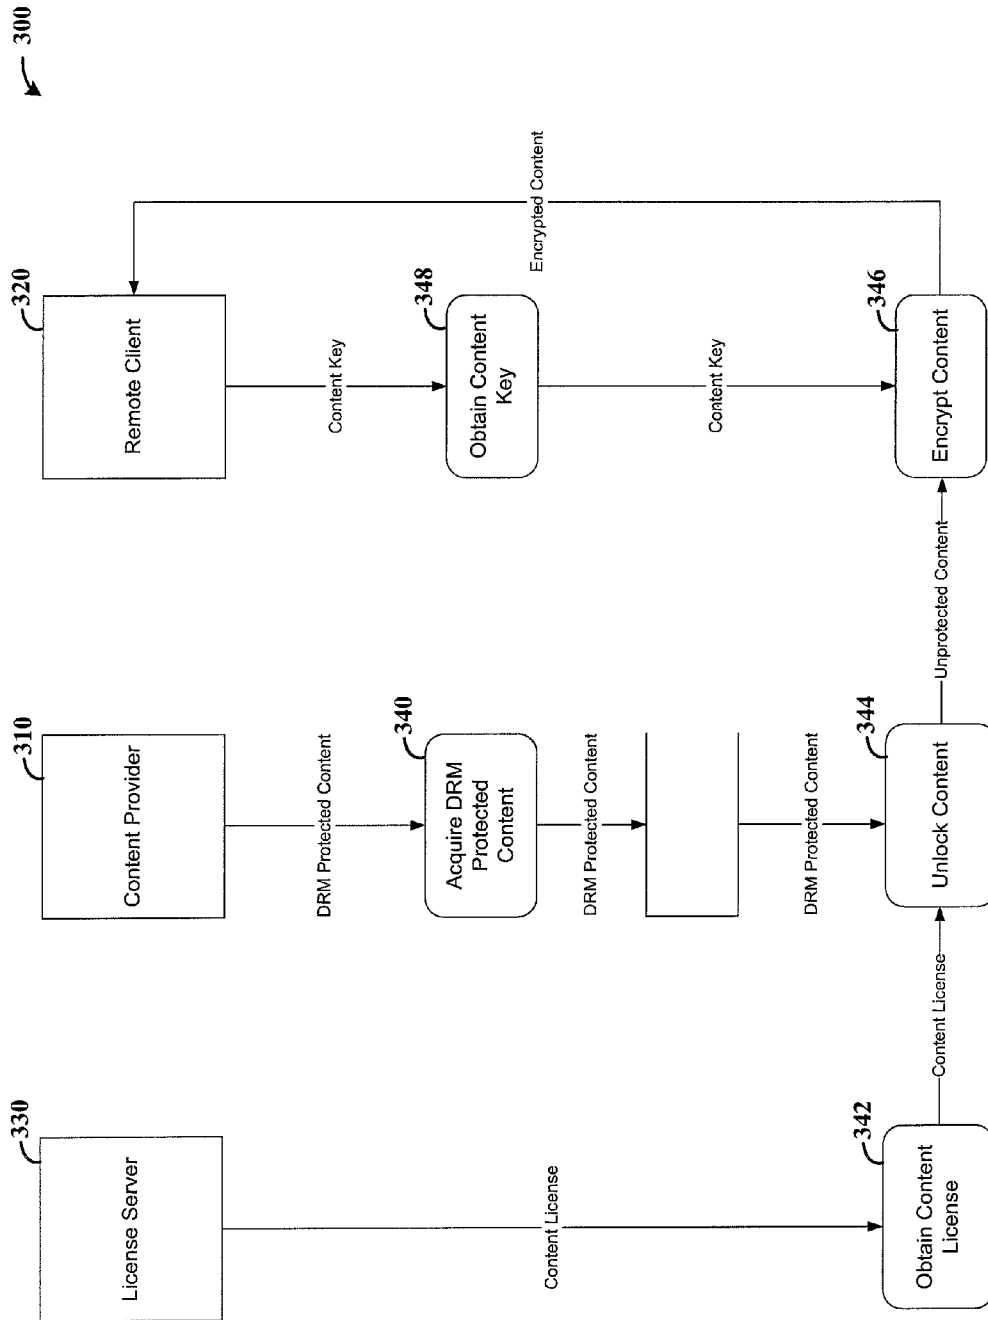 300
320
Remote Client
Content Key
348
Obtain Content
Key
Content Key
346
Encrypt Content
Encrypted Content
310
Content Provider
DRM Protected Content
340
Acquire DRM
Protected
Content
DRM Protected Content
DRM Protected Content
344
Unlock Content
Unprotected Content
330
License Server
Content License
342
Obtain Content
License
Content License